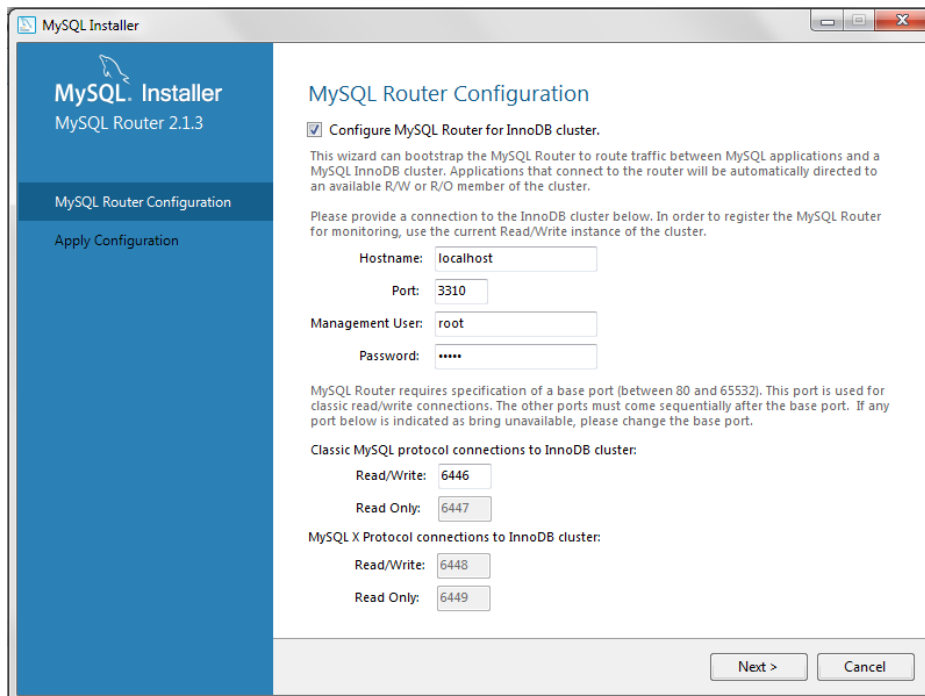 MySQL Installer
MySQL. Installer
MySQL Router 2.1.3
MySQL Router Configuration
Apply Configuration
MySQL Router Configuration
Configure MySQL Router for InnoDB cluster.
This wizard can bootstrap the MySQL Router to route traffic between MySQL applications and a
MySQL InnoDB cluster. Applications that connect to the router will be automatically directed to
an available R/W or R/O member of the cluster.
Please provide a connection to the InnoDB cluster below. In order to register the MySQL Router
for monitoring, use the current Read/Write instance of the cluster.
Hostname: localhost
Port: 3310
Management User: root
Password: •••••
MySQL Router requires specification of a base port (between 80 and 65532). This port is used for
classic read/write connections. The other ports must come sequentially after the base port. If any
port below is indicated as bring unavailable, please change the base port.
Classic MySQL protocol connections to InnoDB cluster:
Read/Write: 6446
Read Only: 6447
MySQL X Protocol connections to InnoDB cluster:
Read/Write: 6448
Read Only: 6449
Next >
Cancel